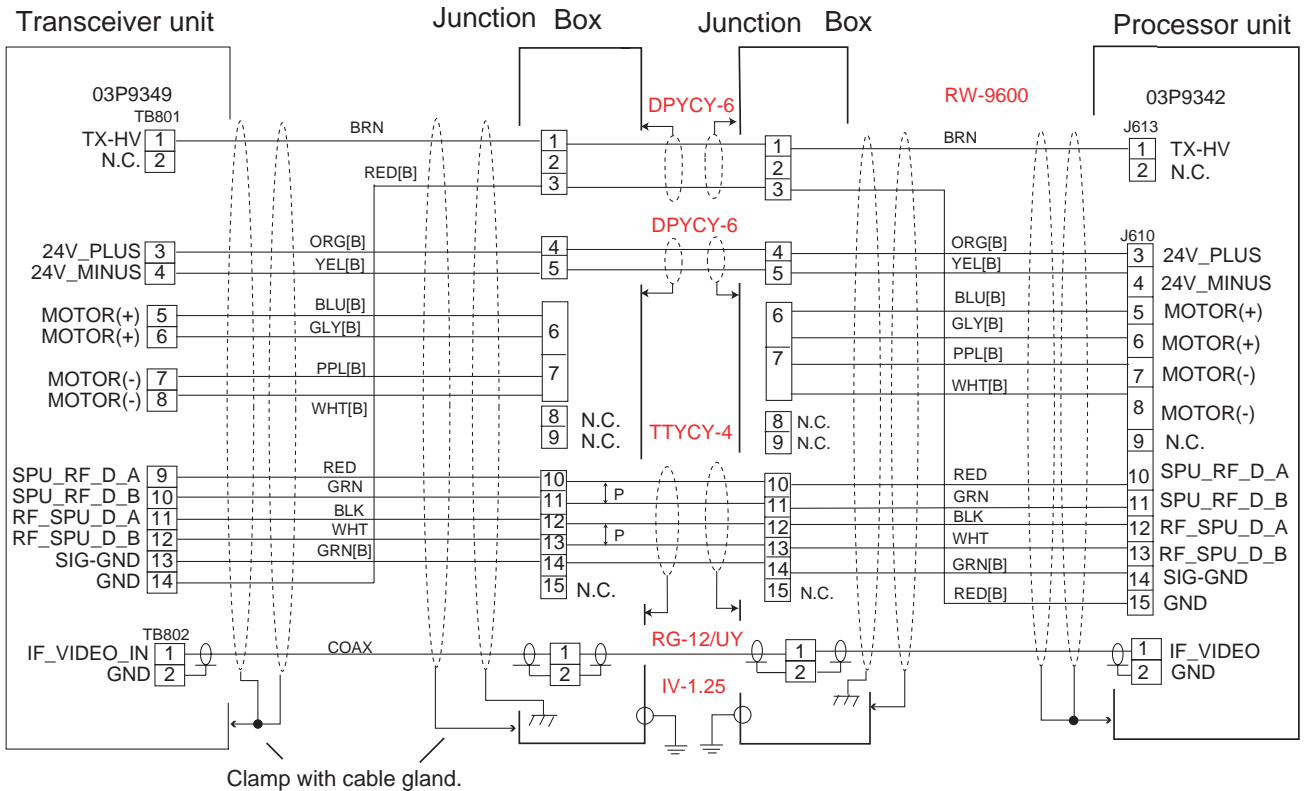 Transceiver unit
Junction Box
Junction Box
Processor unit
03P9349
TB801
TX-HV 1
N.C. 2
BRN
RED[B]
1
2
3
DPYCY-6
1
2
3
RW-9600
BRN
03P9342
J613
1 TX-HV
2 N.C.
24V_PLUS 3
24V_MINUS 4
ORG[B]
YEL[B]
4
5
DPYCY-6
4
5
ORG[B]
YEL[B]
J610
3 24V_PLUS
4 24V_MINUS
MOTOR(+) 5
MOTOR(+) 6
BLU[B]
GLY[B]
6
6
BLU[B]
GLY[B]
5 MOTOR(+)
6 MOTOR(+)
MOTOR(-) 7
MOTOR(-) 8
PPL[B]
WHT[B]
7
7
PPL[B]
WHT[B]
7 MOTOR(-)
8 MOTOR(-)
8 N.C.
9 N.C.
TTYCY-4
8 N.C.
9 N.C.
9 N.C.
SPU_RF_D_A 9
SPU_RF_D_B 10
RF_SPU_D_A 11
RF_SPU_D_B 12
SIG-GND 13
GND 14
RED
GRN
BLK
WHT
GRN[B]
10
11
12
13
14
15 N.C.
P
P
10
11
12
13
14
15 N.C.
RED
GRN
BLK
WHT
GRN[B]
RED[B]
10 SPU_RF_D_A
11 SPU_RF_D_B
12 RF_SPU_D_A
13 RF_SPU_D_B
14 SIG-GND
15 GND
TB802
IF_VIDEO_IN 1
GND 2
COAX
1
2
RG-12/UY
IV-1.25
1
2
1 IF_VIDEO
2 GND
Clamp with cable gland.